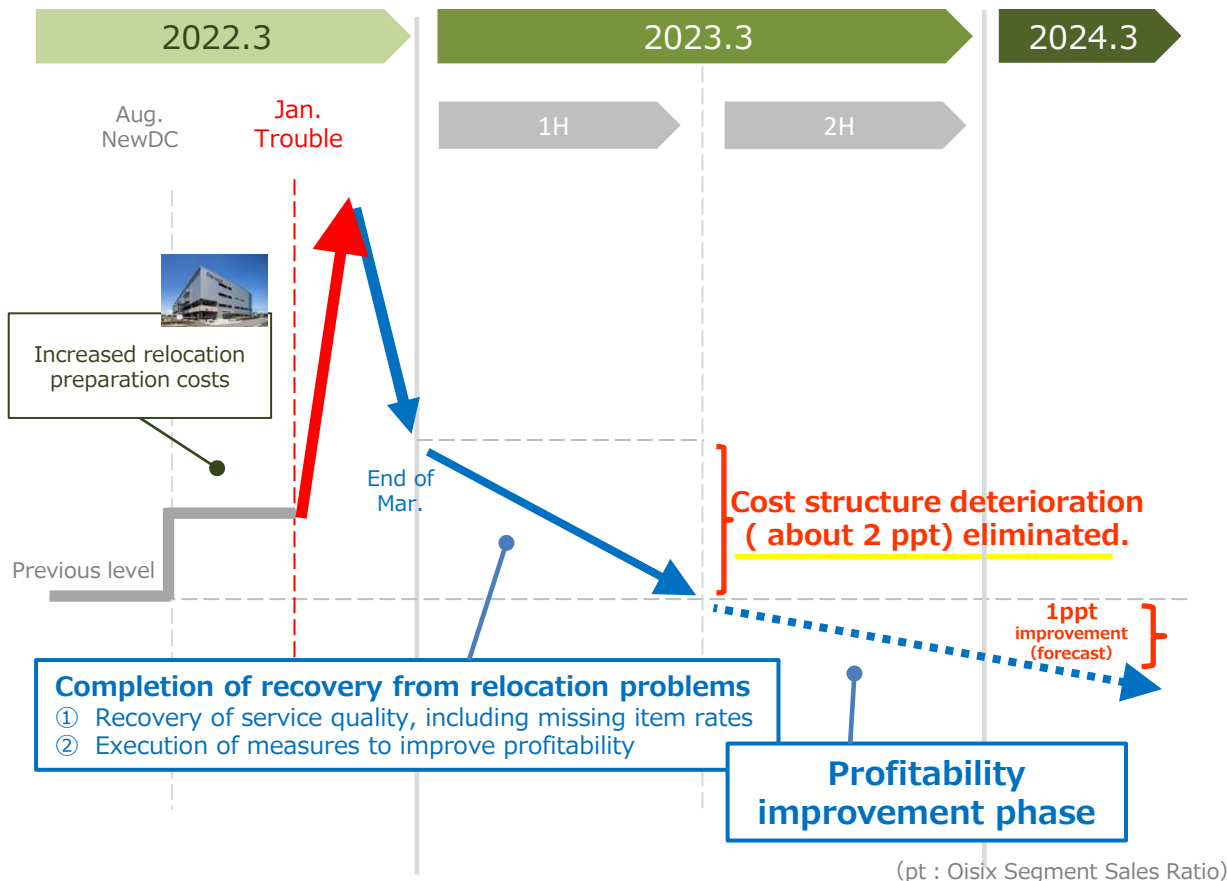 2022.3
2023.3
2024.3
Aug.
NewDC
Jan.
Trouble
1H
2H
Increased relocation
preparation costs
End of
Mar.
Previous level
Cost structure deterioration
( about 2 ppt) eliminated.
1ppt
improvement
(forecast)
Completion of recovery from relocation problems
① Recovery of service quality, including missing item rates
② Execution of measures to improve profitability
Profitability
improvement phase
(pt : Oisix Segment Sales Ratio)